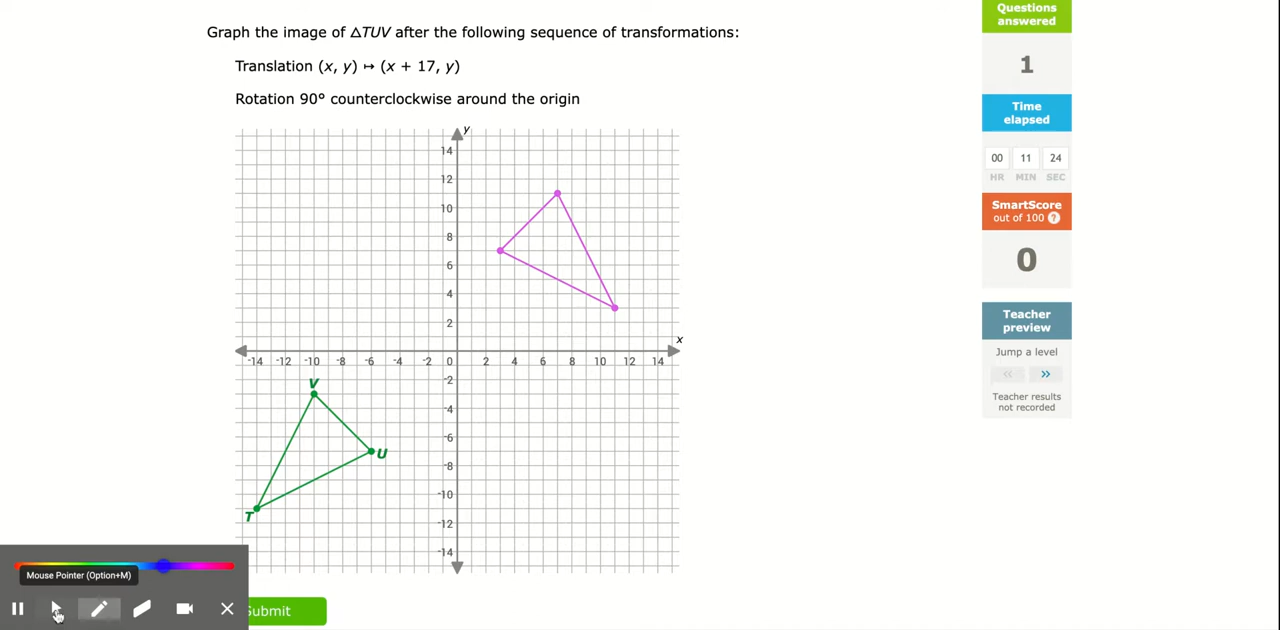 Graph the image of △TUV after the following sequence of transformations:
Translation (x, y) ↦ (x + 17, y)
Rotation 90° counterclockwise around the origin
y
14
12
10
8
6
4
2
x
-14 -12 -10 -8 -6 -4 -2 0 2 4 6 8 10 12 14
-2
-4
-6
-8
-10
-12
-14
V
U
T
Mouse Pointer (Option+M)
Submit
Questions
answered
1
Time
elapsed
00 11 24
HR MIN SEC
SmartScore
out of 100 ?
0
Teacher
preview
Jump a level
<< >>
Teacher results
not recorded